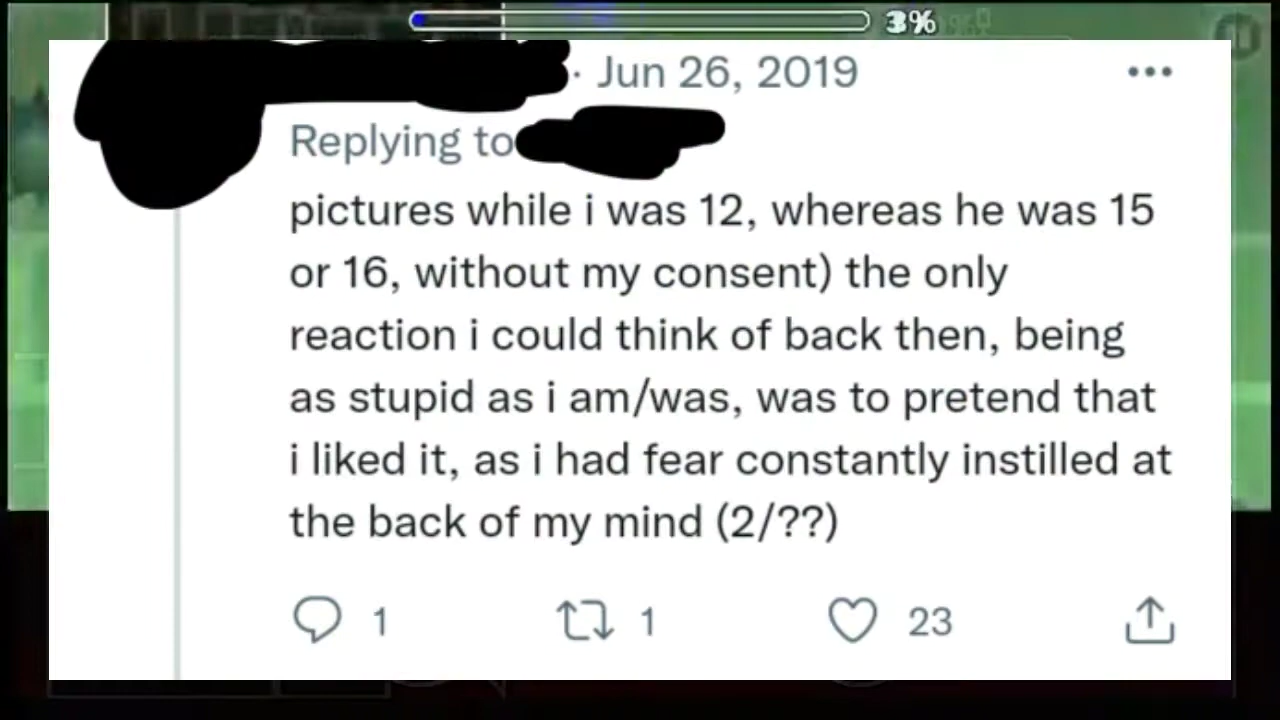 3%
· Jun 26, 2019
Replying to
pictures while i was 12, whereas he was 15
or 16, without my consent) the only
reaction i could think of back then, being
as stupid as i am/was, was to pretend that
i liked it, as i had fear constantly instilled at
the back of my mind (2/??)
1 1 23